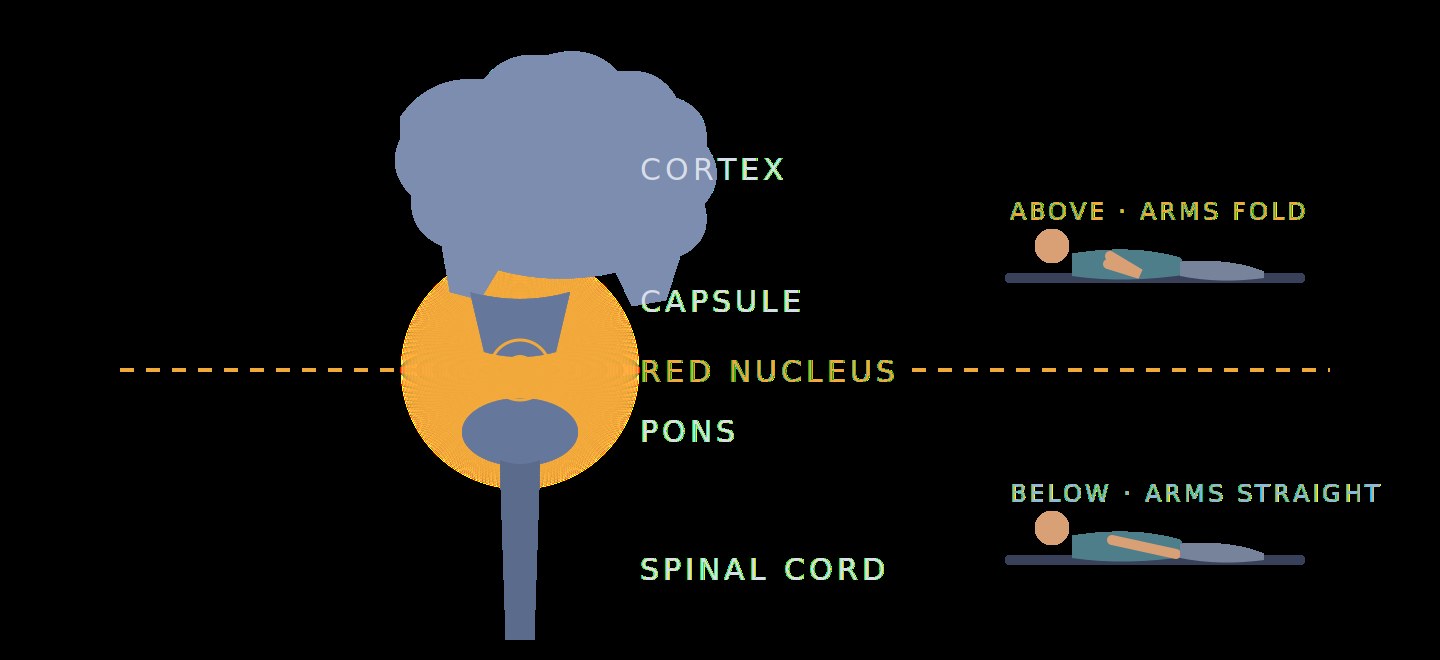 CORTEX
ABOVE · ARMS FOLD
CAPSULE
RED NUCLEUS
PONS
BELOW · ARMS STRAIGHT
SPINAL CORD